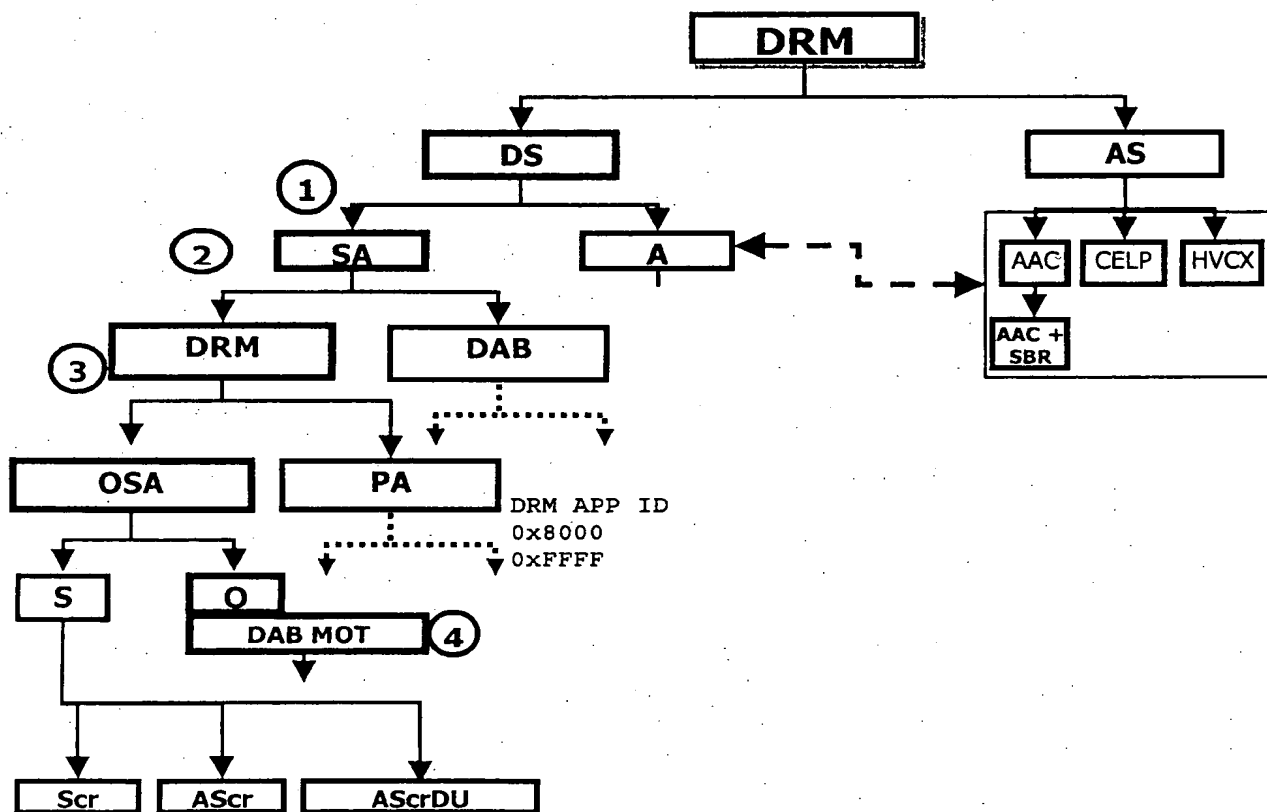 DRM
DS
AS
1
SA
A
2
AAC
CELP
HVCX
DRM
DAB
AAC +
SBR
3
OSA
PA
DRM APP ID
0x8000
0xFFFF
S
O
DAB MOT
4
Scr
AScr
AScrDU